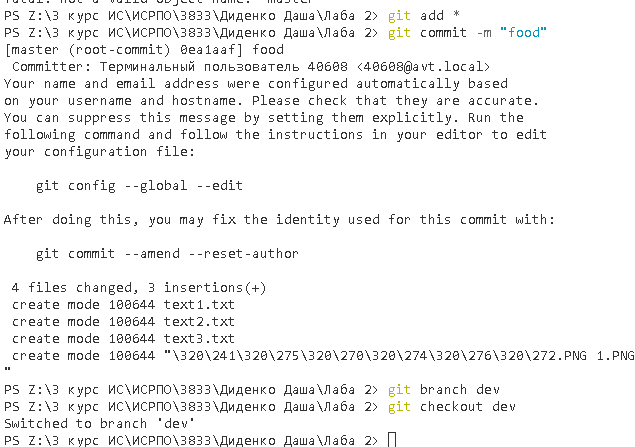 fatal: not a valid object name: 'master'
PS Z:\3 курс ИС\ИСРПО\3833\Диденко Даша\Лаба 2> git add *
PS Z:\3 курс ИС\ИСРПО\3833\Диденко Даша\Лаба 2> git commit -m "food"
[master (root-commit) 0ea1aaf] food
 Committer: Терминальный пользователь 40608 <40608@avt.local>
Your name and email address were configured automatically based
on your username and hostname. Please check that they are accurate.
You can suppress this message by setting them explicitly. Run the
following command and follow the instructions in your editor to edit
your configuration file:

    git config --global --edit

After doing this, you may fix the identity used for this commit with:

    git commit --amend --reset-author

 4 files changed, 3 insertions(+)
 create mode 100644 text1.txt
 create mode 100644 text2.txt
 create mode 100644 text3.txt
 create mode 100644 "\320\241\320\275\320\270\320\274\320\276\320\272.PNG 1.PNG
"
PS Z:\3 курс ИС\ИСРПО\3833\Диденко Даша\Лаба 2> git branch dev
PS Z:\3 курс ИС\ИСРПО\3833\Диденко Даша\Лаба 2> git checkout dev
Switched to branch 'dev'
PS Z:\3 курс ИС\ИСРПО\3833\Диденко Даша\Лаба 2>